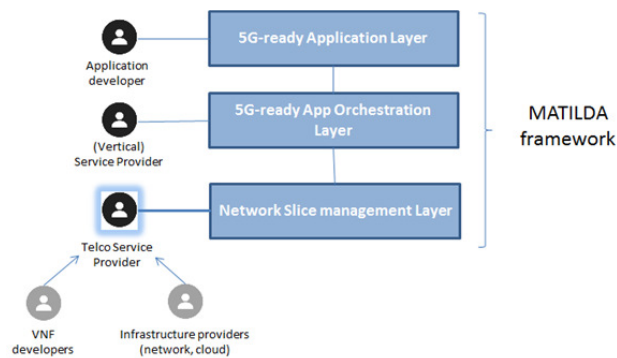 5G-ready Application Layer
Application
developer
5G-ready App Orchestration
Layer
(Vertical)
Service Provider
MATILDA
framework
Network Slice management Layer
Telco Service
Provider
VNF
developers
Infrastructure providers
(network, cloud)